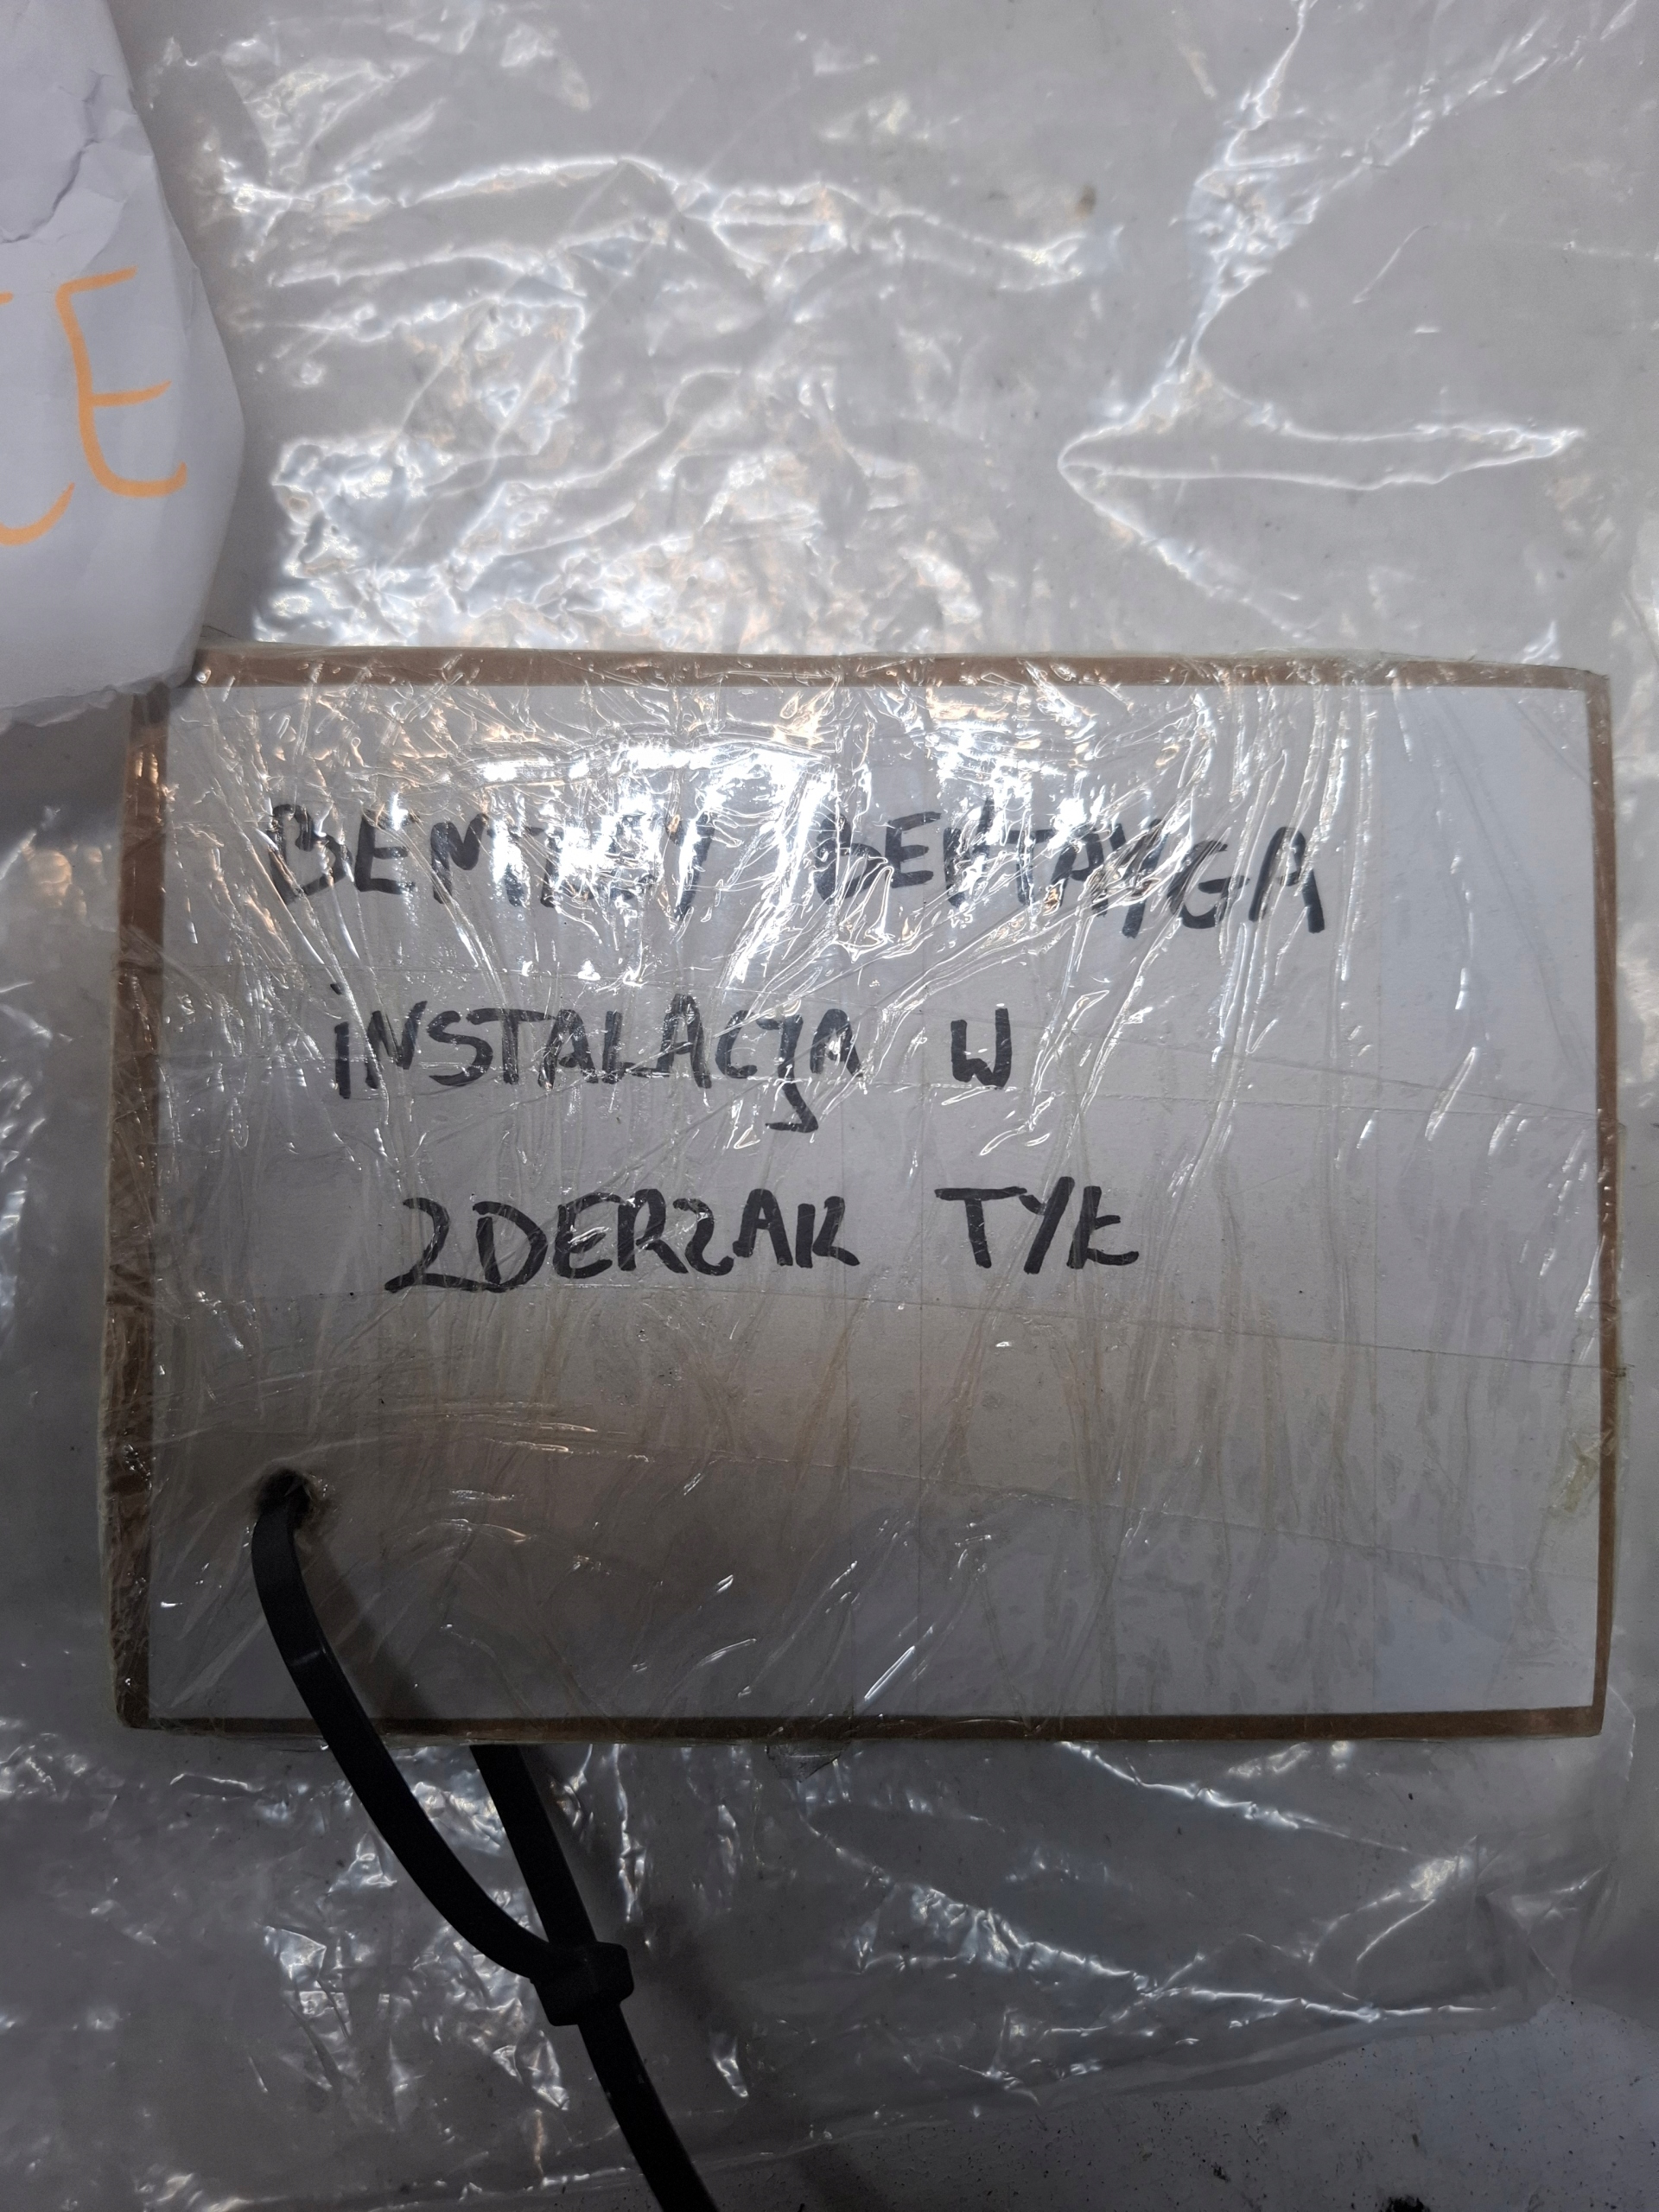 BENTLEY BENTAYGA
iNSTALACJA W
ZDERZAK TYŁ